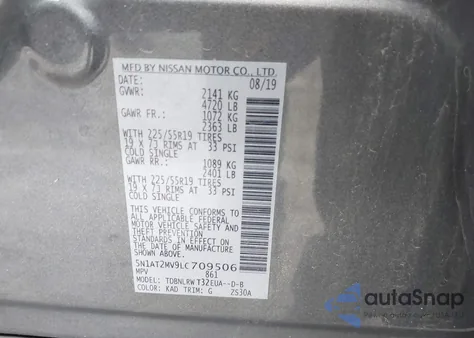 MFD BY NISSAN MOTOR CO., LTD.
DATE: 08/19
GVWR: 2141 KG
4720 LB
GAWR FR.: 1072 KG
2363 LB
WITH 225/55R19 TIRES
19 X 7J RIMS AT 33 PSI
COLD SINGLE
GAWR RR.: 1089 KG
2401 LB
WITH 225/55R19 TIRES
19 X 7J RIMS AT 33 PSI
COLD SINGLE
THIS VEHICLE CONFORMS TO
ALL APPLICABLE FEDERAL
MOTOR VEHICLE SAFETY AND
THEFT PREVENTION
STANDARDS IN EFFECT ON
THE DATE OF MANUFACTURE
SHOWN ABOVE.
5N1AT2MV9LC709506
MPV 861
MODEL: TDBNLRW T32EUA--D-B
COLOR: KAD TRIM: G 2S30A
autoSnap
by carfast express